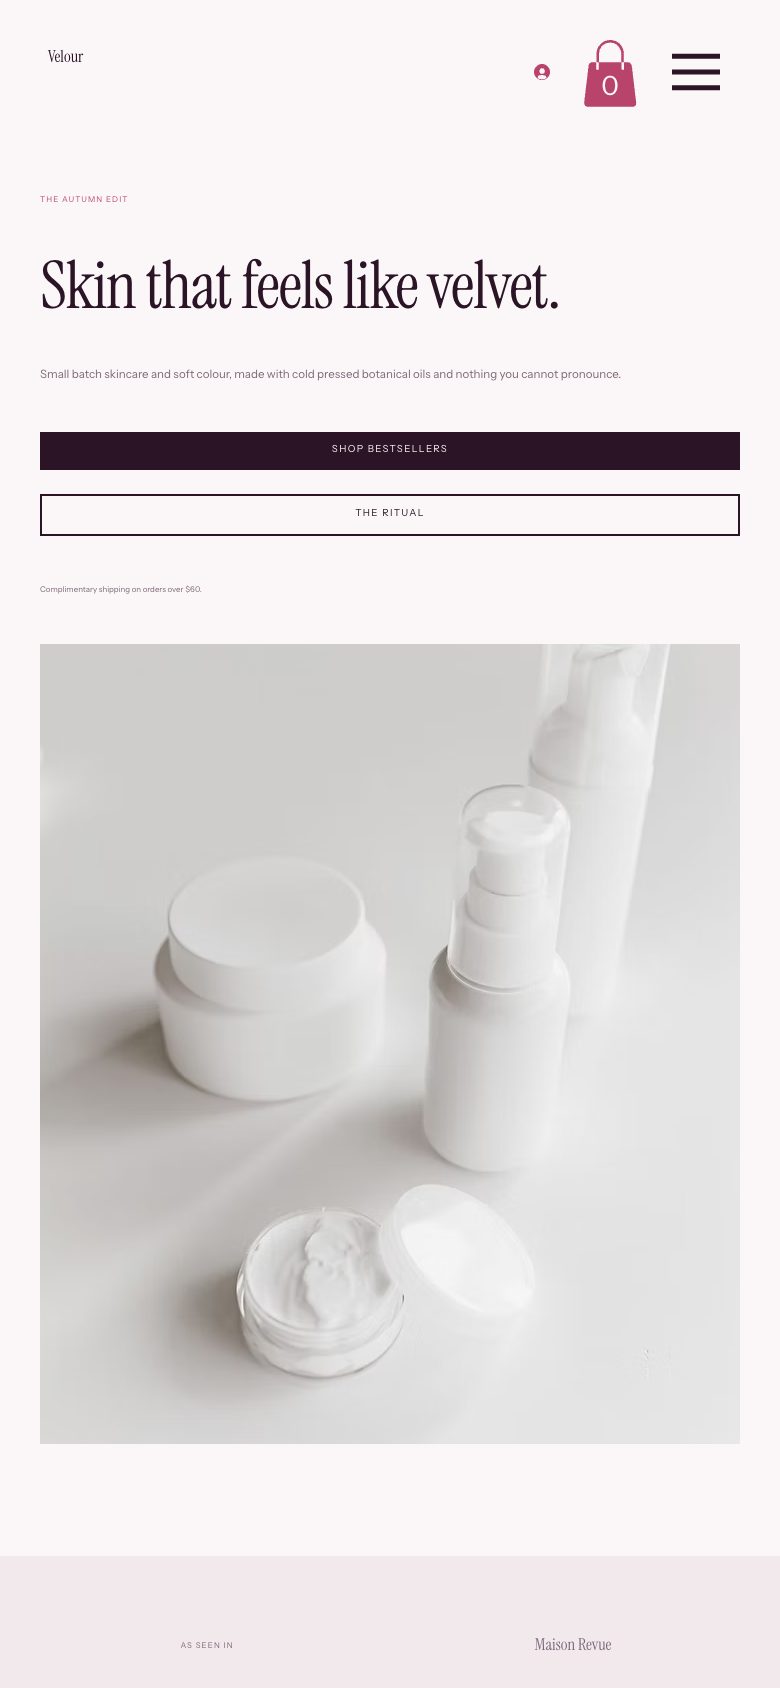 Velour
0
THE AUTUMN EDIT
Skin that feels like velvet.
Small batch skincare and soft colour, made with cold pressed botanical oils and nothing you cannot pronounce.
SHOP BESTSELLERS
THE RITUAL
Complimentary shipping on orders over $60.
AS SEEN IN
Maison Revue